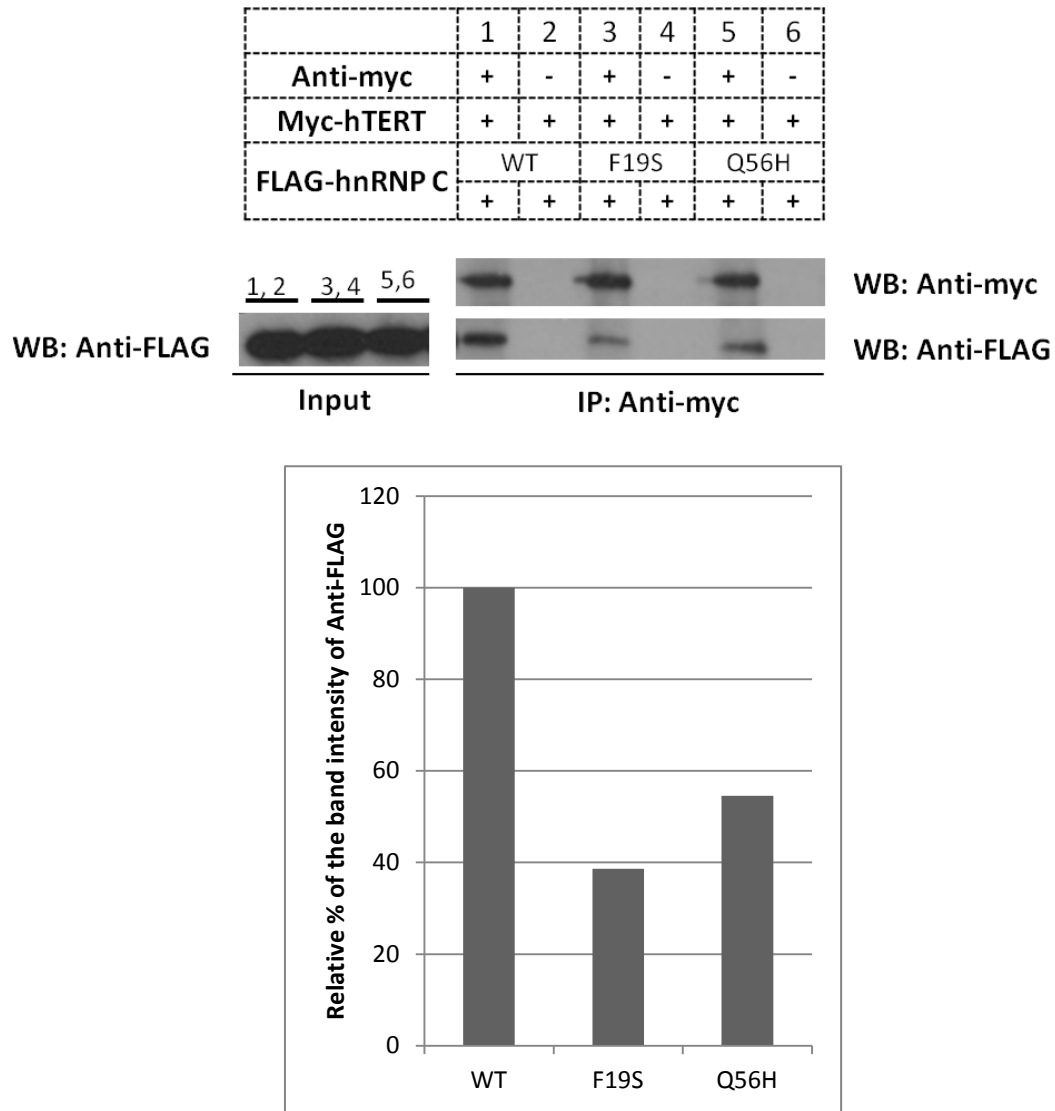 1 2 3 4 5 6
Anti-myc + - + - + -
Myc-hTERT + + + + + +
FLAG-hnRNP C WT F19S Q56H
+ + + + + +
1, 2 3, 4 5,6
WB: Anti-myc
WB: Anti-FLAG
WB: Anti-FLAG
Input
IP: Anti-myc
Relative % of the band intensity of Anti-FLAG
120
100
80
60
40
20
0
WT F19S Q56H